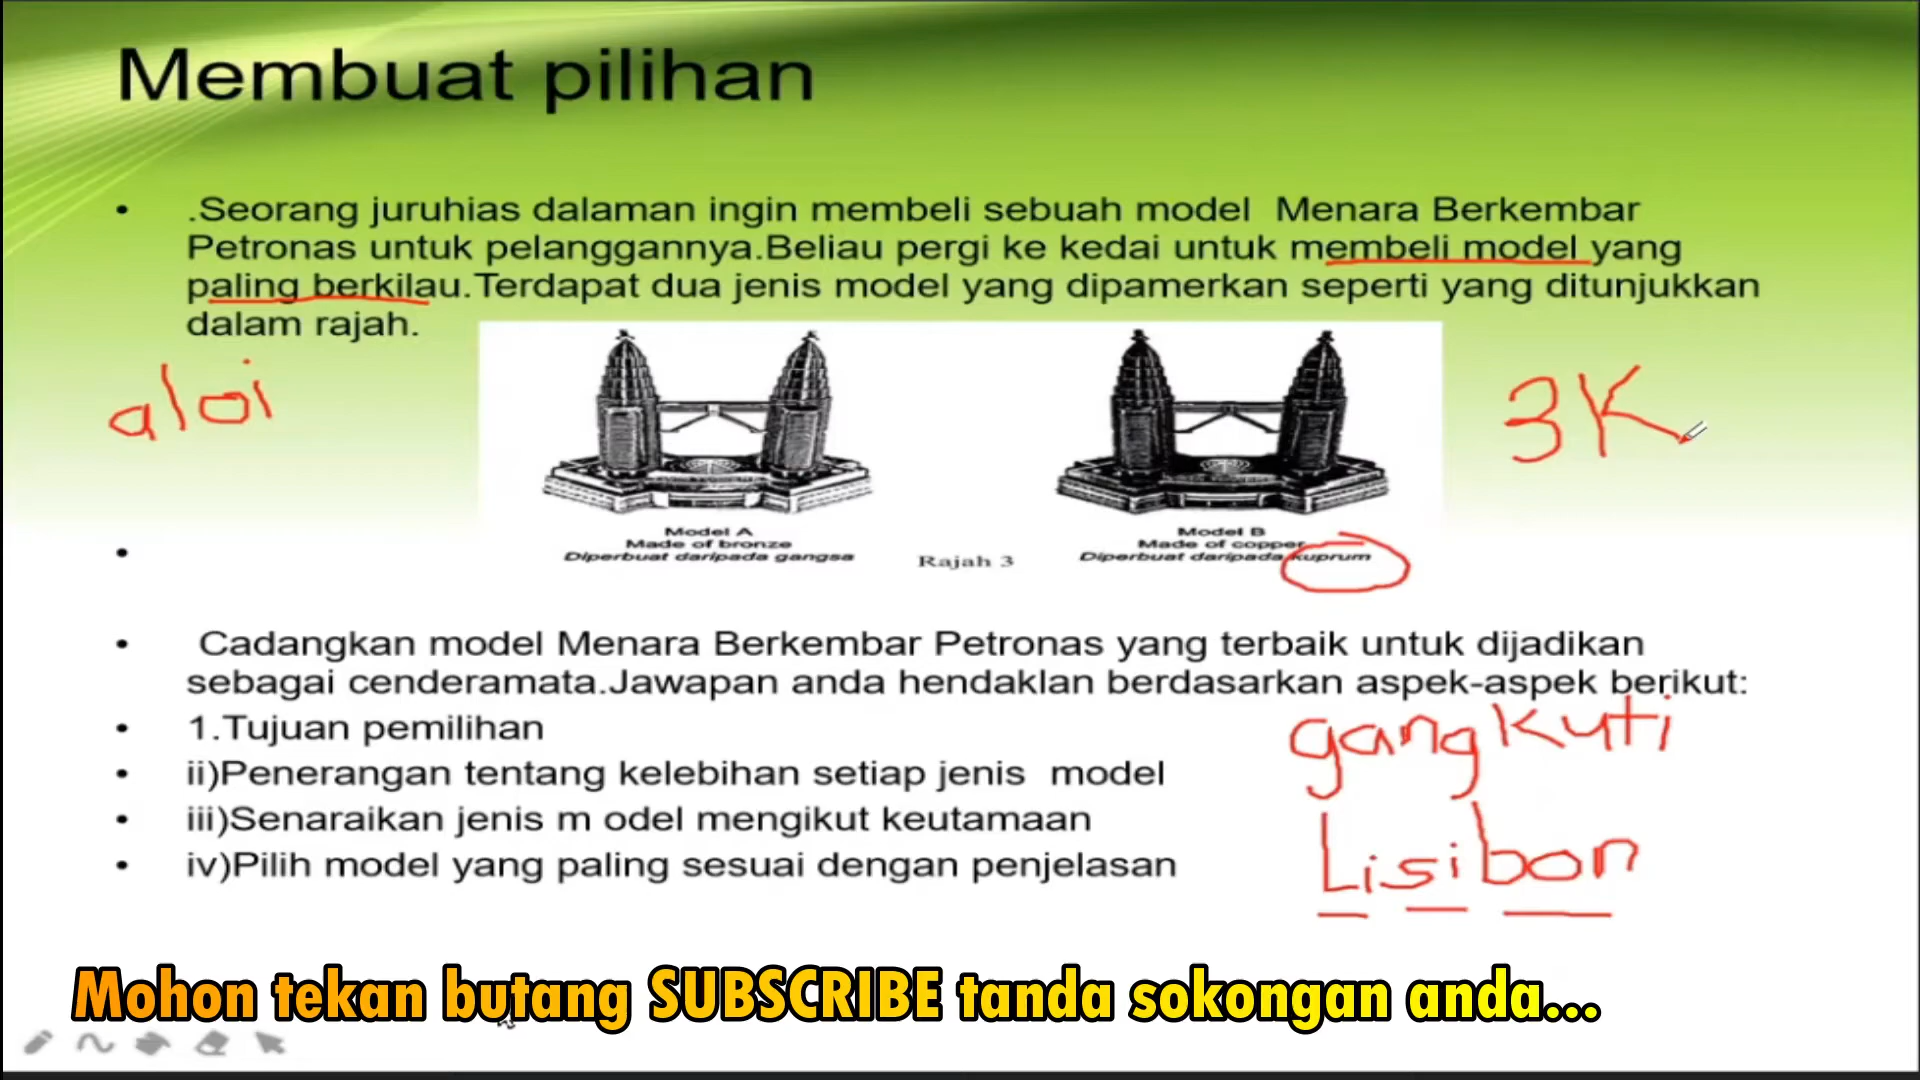 Membuat pilihan
• .Seorang juruhias dalaman ingin membeli sebuah model Menara Berkembar
Petronas untuk pelanggannya.Beliau pergi ke kedai untuk membeli model yang
paling berkilau.Terdapat dua jenis model yang dipamerkan seperti yang ditunjukkan
dalam rajah.
aloi
3K
Model A
Made of bronze
Diperbuat daripada gangsa
Rajah 3
Model B
Made of copper
Diperbuat daripada kuprum
• Cadangkan model Menara Berkembar Petronas yang terbaik untuk dijadikan
sebagai cenderamata.Jawapan anda hendaklan berdasarkan aspek-aspek berikut:
• 1.Tujuan pemilihan
• ii)Penerangan tentang kelebihan setiap jenis model
• iii)Senaraikan jenis m odel mengikut keutamaan
• iv)Pilih model yang paling sesuai dengan penjelasan
gang kuti
Lisibon
Mohon tekan butang SUBSCRIBE tanda sokongan anda...